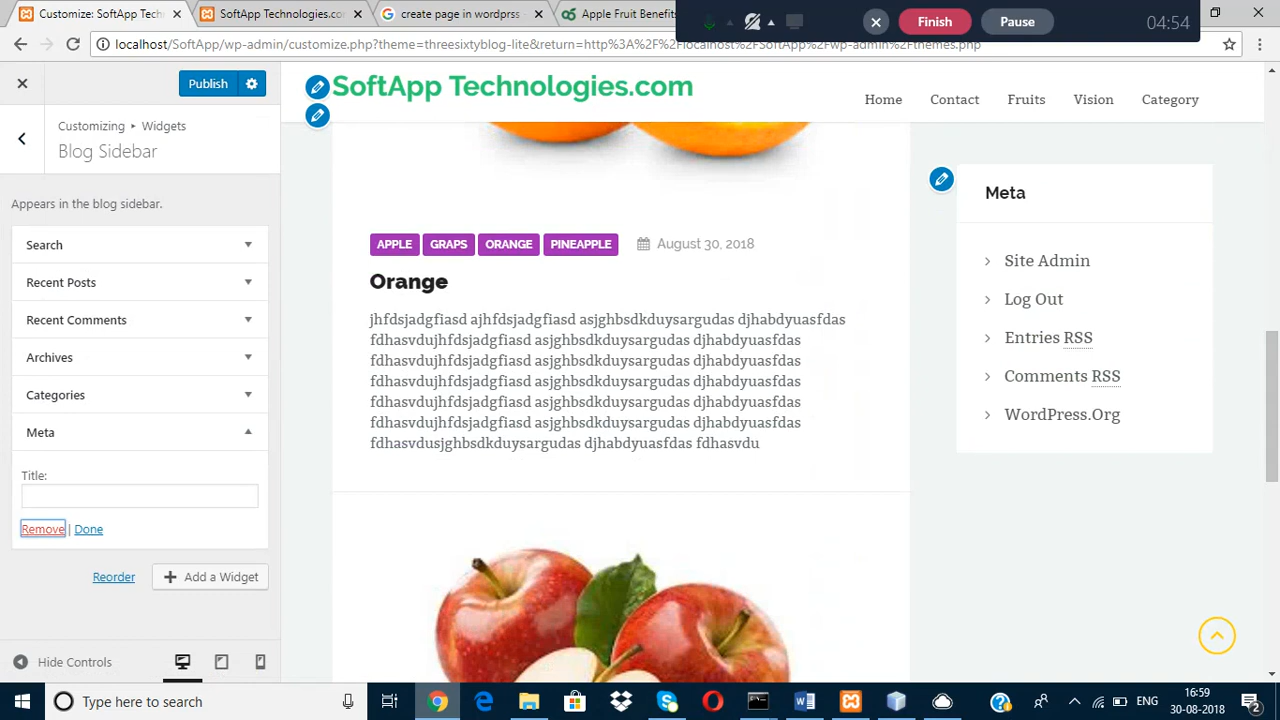 Customize: SoftApp Tech
SoftApp Technologies.com
create page in wordprss -
Apple Fruit Benefits
Finish
Pause
04:54
localhost/SoftApp/wp-admin/customize.php?theme=threesixtyblog-lite&return=http%3A%2F%2Flocalhost%2FSoftApp%2Fwp-admin%2Fthemes.php
Publish
Customizing ▸ Widgets
Blog Sidebar
Appears in the blog sidebar.
Search
Recent Posts
Recent Comments
Archives
Categories
Meta
Title:
Remove | Done
Reorder
Add a Widget
Hide Controls
SoftApp Technologies.com
Home
Contact
Fruits
Vision
Category
APPLE
GRAPS
ORANGE
PINEAPPLE
August 30, 2018
Orange
jhfdsjadgfiasd ajhfdsjadgfiasd asjghbsdkduysargudas djhabdyuasfdas
fdhasvdujhfdsjadgfiasd asjghbsdkduysargudas djhabdyuasfdas
fdhasvdujhfdsjadgfiasd asjghbsdkduysargudas djhabdyuasfdas
fdhasvdujhfdsjadgfiasd asjghbsdkduysargudas djhabdyuasfdas
fdhasvdujhfdsjadgfiasd asjghbsdkduysargudas djhabdyuasfdas
fdhasvdujhfdsjadgfiasd asjghbsdkduysargudas djhabdyuasfdas
fdhasvdusjghbsdkduysargudas djhabdyuasfdas fdhasvdu
Meta
Site Admin
Log Out
Entries RSS
Comments RSS
WordPress.Org
Type here to search
ENG
16:59
30-08-2018
2